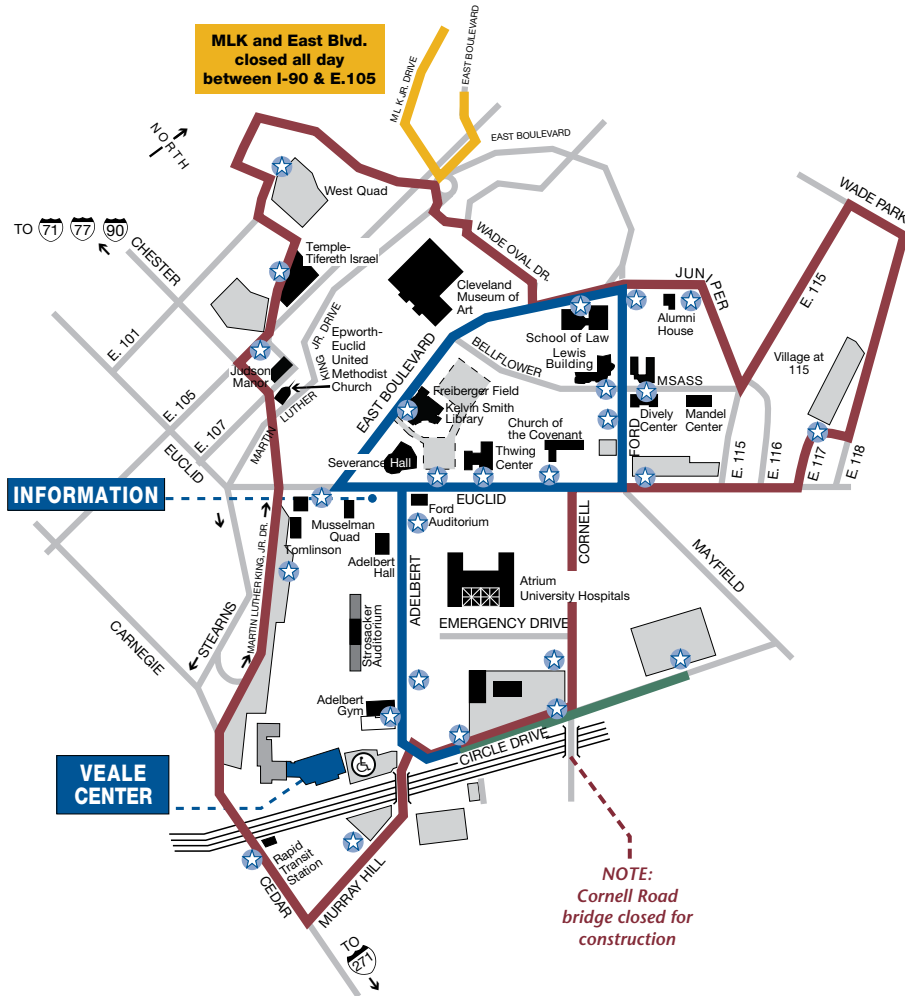 MLK and East Blvd.
closed all day
between I-90 & E.105
M L K JR. DRIVE
EAST BOULEVARD
EAST BOULEVARD
NORTH
West Quad
WADE PARK
TO 71 77 90
CHESTER
Temple-
Tifereth Israel
WADE OVAL DR.
JUNIPER
E. 115
Cleveland
Museum of
Art
Alumni
House
School of Law
Lewis
Building
BELLFLOWER
E. 101
JR. DRIVE
KING
LUTHER
MARTIN
Epworth-
Euclid
United
Methodist
Church
Judson
Manor
EAST BOULEVARD
Village at
115
MSASS
Freiberger Field
Kelvin Smith
Library
Dively
Center
Mandel
Center
E. 105
E. 107
EUCLID
Church of
the Covenant
FORD
Severance Hall
Thwing
Center
E. 115
E. 116
E. 117
E. 118
INFORMATION
EUCLID
Ford
Auditorium
Musselman
Quad
Tomlinson
Adelbert
Hall
ADELBERT
CORNELL
MAYFIELD
MARTIN LUTHER KING, JR. DR.
STEARNS
CARNEGIE
Atrium
University Hospitals
EMERGENCY DRIVE
Strosacker
Auditorium
Adelbert
Gym
CIRCLE DRIVE
VEALE
CENTER
Rapid
Transit
Station
CEDAR
MURRAY HILL
NOTE:
Cornell Road
bridge closed for
construction
TO
271